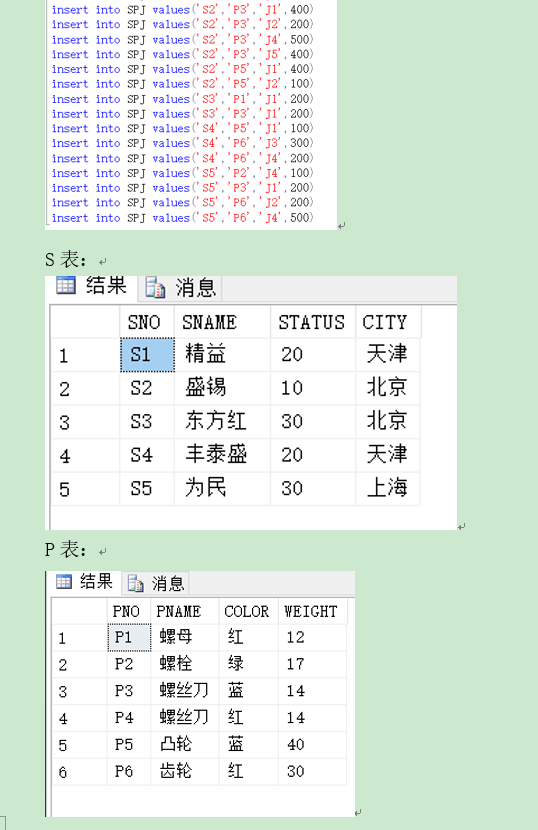 insert into SPJ values('S2','P3','J1',400)
insert into SPJ values('S2','P3','J2',200)
insert into SPJ values('S2','P3','J4',500)
insert into SPJ values('S2','P3','J5',400)
insert into SPJ values('S2','P5','J1',400)
insert into SPJ values('S2','P5','J2',100)
insert into SPJ values('S3','P1','J1',200)
insert into SPJ values('S3','P3','J1',200)
insert into SPJ values('S4','P5','J1',100)
insert into SPJ values('S4','P6','J3',300)
insert into SPJ values('S4','P6','J4',200)
insert into SPJ values('S5','P2','J4',100)
insert into SPJ values('S5','P3','J1',200)
insert into SPJ values('S5','P6','J2',200)
insert into SPJ values('S5','P6','J4',500)
S 表：
结果 消息
SNO SNAME STATUS CITY
1 S1 精益 20 天津
2 S2 盛锡 10 北京
3 S3 东方红 30 北京
4 S4 丰泰盛 20 天津
5 S5 为民 30 上海
P 表：
结果 消息
PNO PNAME COLOR WEIGHT
1 P1 螺母 红 12
2 P2 螺栓 绿 17
3 P3 螺丝刀 蓝 14
4 P4 螺丝刀 红 14
5 P5 凸轮 蓝 40
6 P6 齿轮 红 30